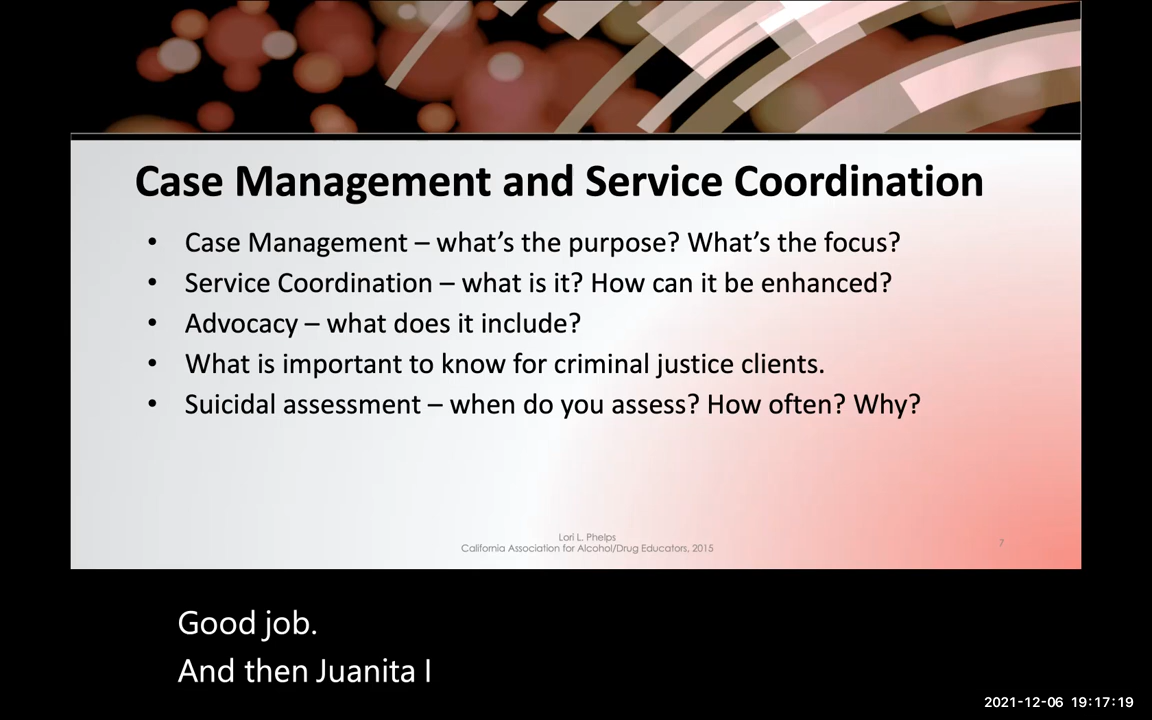 Case Management and Service Coordination
• Case Management – what's the purpose? What's the focus?
• Service Coordination – what is it? How can it be enhanced?
• Advocacy – what does it include?
• What is important to know for criminal justice clients.
• Suicidal assessment – when do you assess? How often? Why?
Lori L. Phelps
California Association for Alcohol/Drug Educators, 2015
7
Good job.
And then Juanita I
2021-12-06 19:17:19